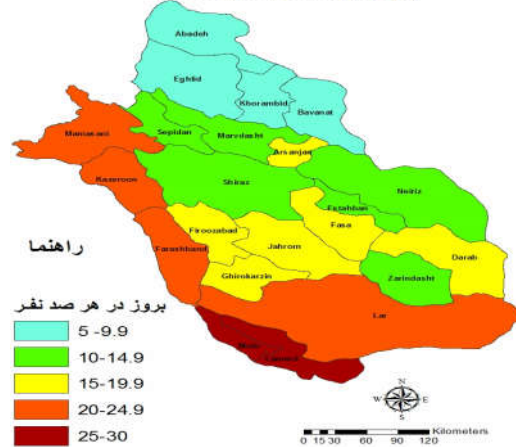 Abadeh
Eghlid
Khorambid
Bavanat
Mamasani
Sepidan
Marvdasht
Arsanjan
Kazeroon
Shiraz
Neiriz
Estahban
Fasa
Firoozabad
Farashband
Jahrom
Darab
Ghirokarzin
Zarindasht
Lar
Lamerd
راهنما
بروز در هر صد نفر
5 -9.9
10-14.9
15-19.9
20-24.9
25-30
N
W E
S
Kilometers
0 15 30 60 90 120